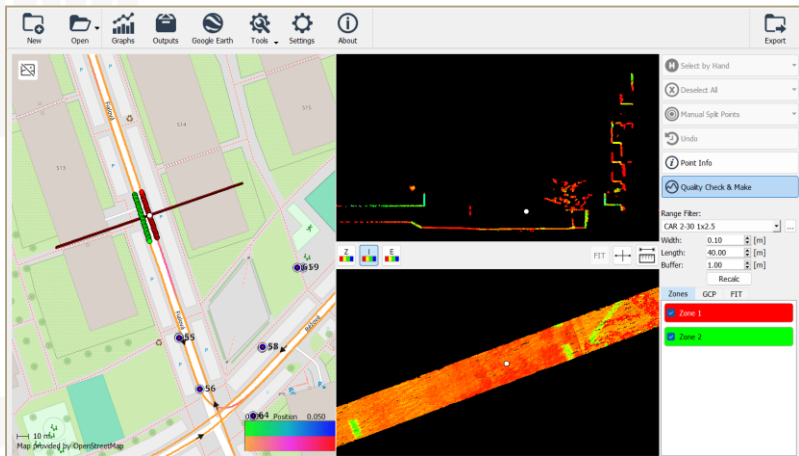 New
Open
Graphs
Outputs
Google Earth
Tools
Settings
About
Export
Select by Hand
Deselect All
Manual Split Points
Undo
Point Info
Quality Check & Make
Range Filter:
CAR 2-30 1x2.5
...
Width: 0.10 [m]
Length: 40.00 [m]
Buffer: 1.00 [m]
Recalc
Zones GCP FIT
Zone 1
Zone 2
Z
I
E
FIT
514
515
513
Fialová
Fialová
55
56
58
64
Position 0.050
10 m
Map provided by OpenStreetMap